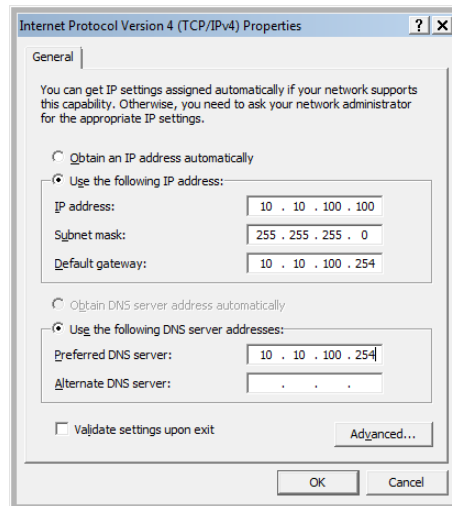 Internet Protocol Version 4 (TCP/IPv4) Properties ? X
General
You can get IP settings assigned automatically if your network supports
this capability. Otherwise, you need to ask your network administrator
for the appropriate IP settings.
Obtain an IP address automatically
Use the following IP address:
IP address: 10 . 10 . 100 . 100
Subnet mask: 255 . 255 . 255 . 0
Default gateway: 10 . 10 . 100 . 254
Obtain DNS server address automatically
Use the following DNS server addresses:
Preferred DNS server: 10 . 10 . 100 . 254
Alternate DNS server: . . .
Validate settings upon exit
Advanced...
OK Cancel